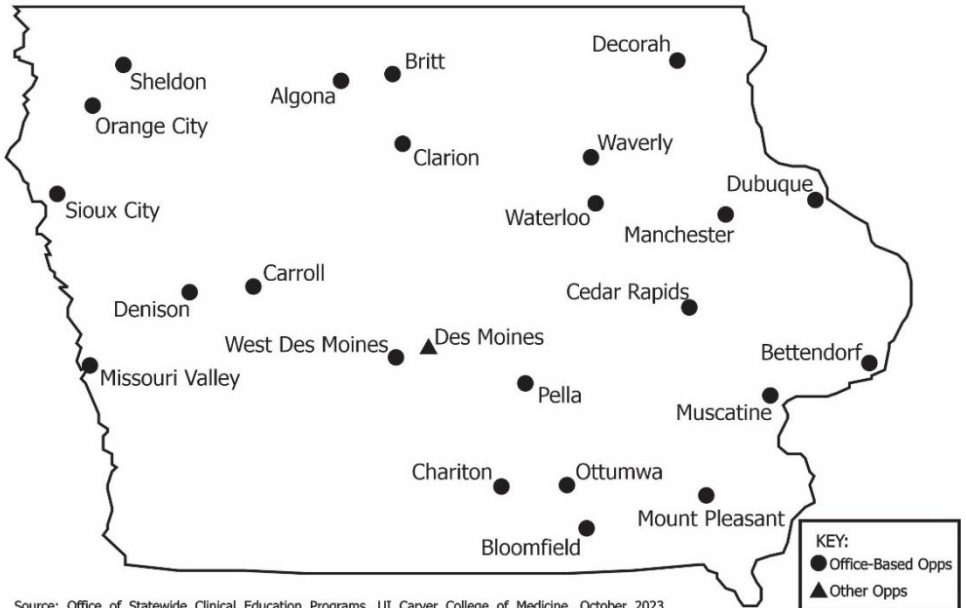 Decorah
Britt
Sheldon
Algona
Orange City
Clarion
Waverly
Dubuque
Sioux City
Waterloo
Manchester
Carroll
Denison
Cedar Rapids
West Des Moines
Des Moines
Bettendorf
Missouri Valley
Pella
Muscatine
Chariton
Ottumwa
Mount Pleasant
Bloomfield
KEY:
Office-Based Opps
Other Opps
Source: Office of Statewide Clinical Education Programs, UI Carver College of Medicine, October 2023